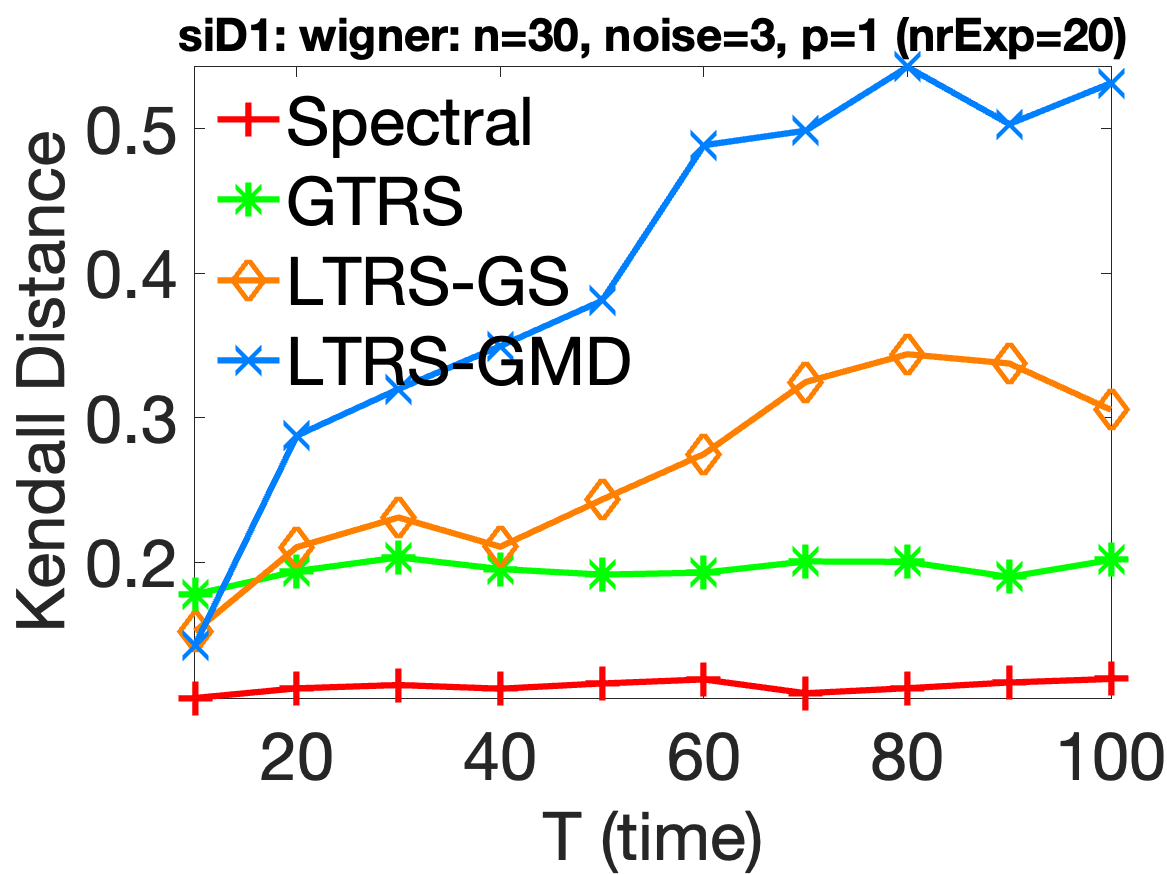 siD1: wigner: n=30, noise=3, p=1 (nrExp=20)
Spectral
GTRS
LTRS-GS
LTRS-GMD
Kendall Distance
0.5
0.4
0.3
0.2
20 40 60 80 100
T (time)